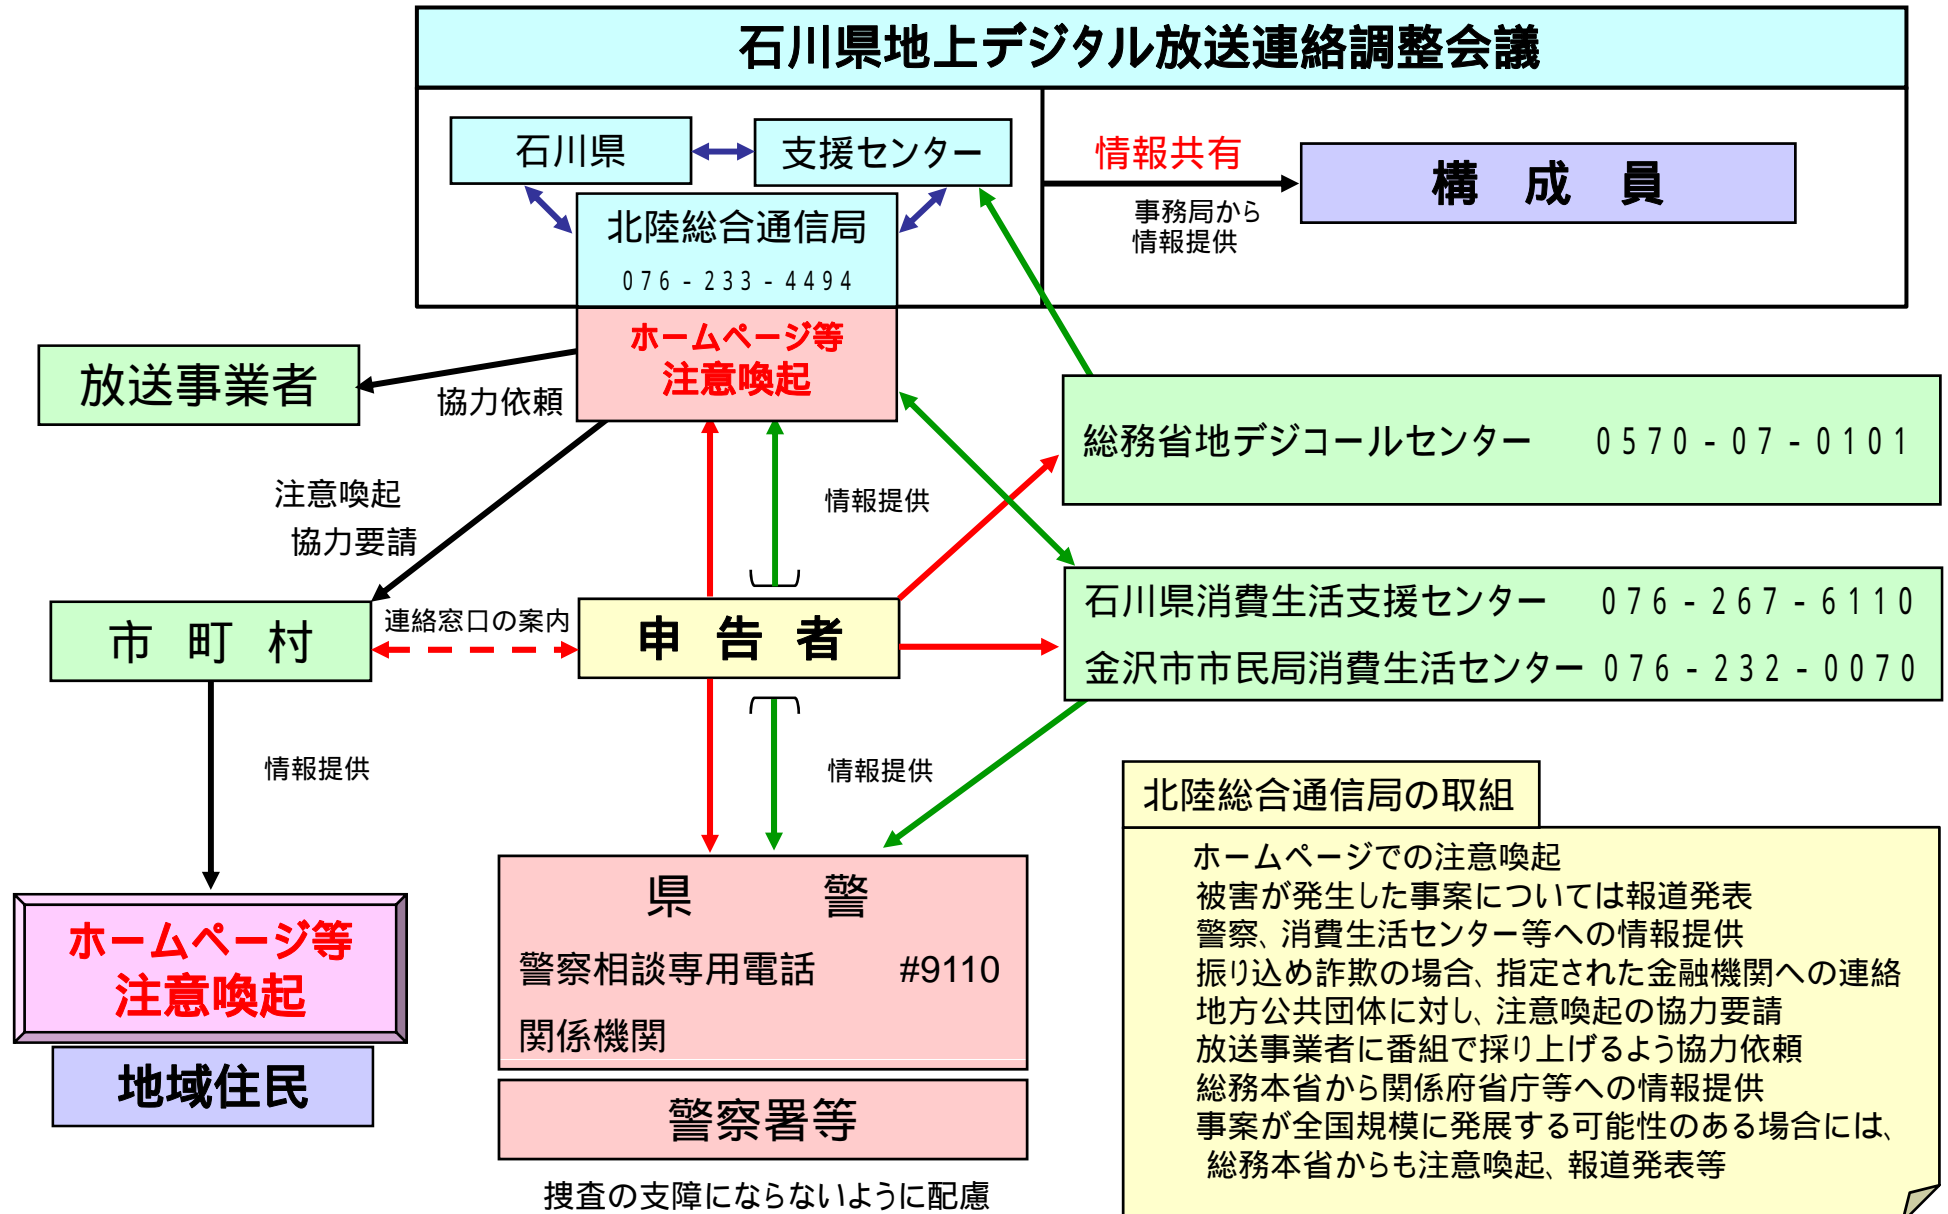 石川県地上デジタル放送連絡調整会議
石川県
支援センター
情報共有
構 成 員
事務局から
情報提供
北陸総合通信局
076-233-4494
ホームページ等
注意喚起
放送事業者
協力依頼
総務省地デジコールセンター 0570-07-0101
注意喚起
協力要請
情報提供
石川県消費生活支援センター 076-267-6110
金沢市市民局消費生活センター 076-232-0070
市 町 村
連絡窓口の案内
申 告 者
情報提供
情報提供
県 警
警察相談専用電話 #9110
関係機関
警察署等
捜査の支障にならないように配慮
ホームページ等
注意喚起
地域住民
北陸総合通信局の取組
ホームページでの注意喚起
被害が発生した事案については報道発表
警察、消費生活センター等への情報提供
振り込め詐欺の場合、指定された金融機関への連絡
地方公共団体に対し、注意喚起の協力要請
放送事業者に番組で採り上げるよう協力依頼
総務本省から関係府省庁等への情報提供
事案が全国規模に発展する可能性のある場合には、
総務本省からも注意喚起、報道発表等